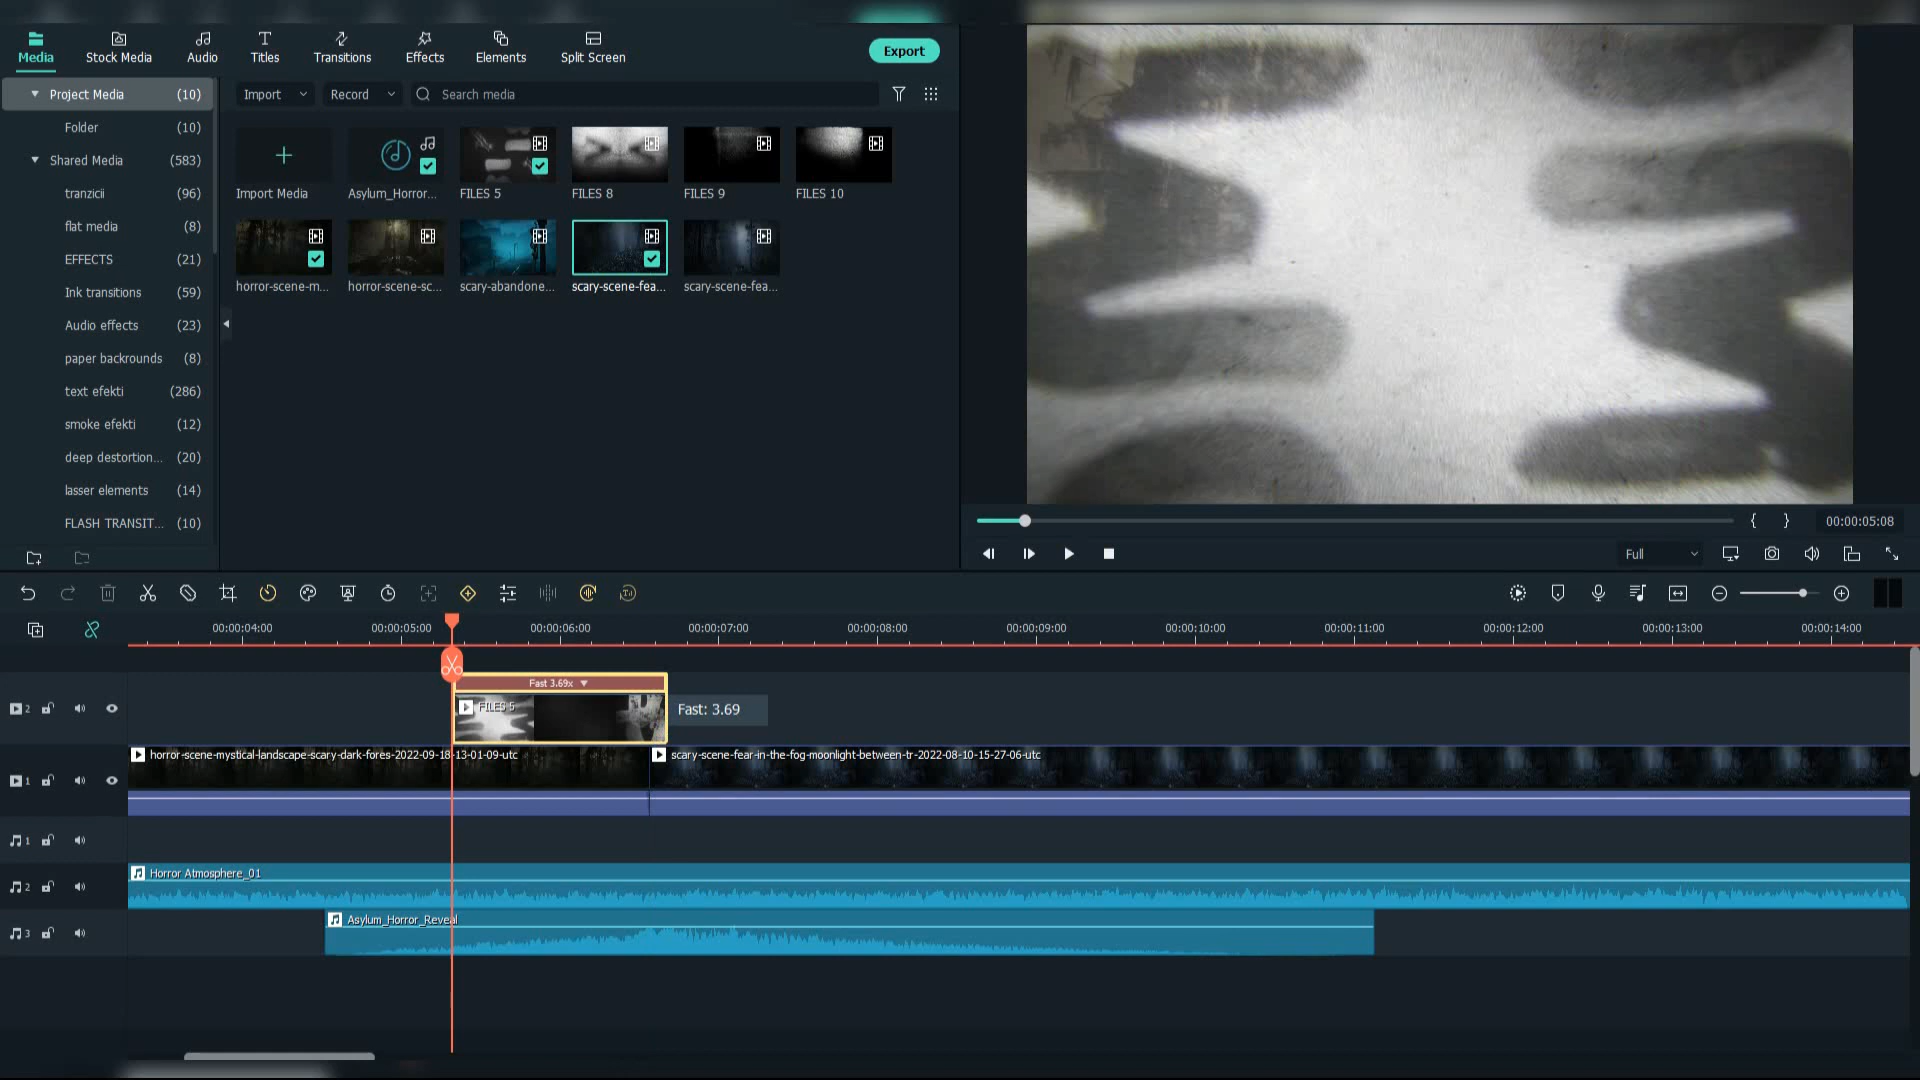 Media
Stock Media
Audio
Titles
Transitions
Effects
Elements
Split Screen
Export
Project Media (10)
Folder (10)
Shared Media (583)
tranzicii (96)
flat media (8)
EFFECTS (21)
Ink transitions (59)
Audio effects (23)
paper backrounds (8)
text efekti (286)
smoke efekti (12)
deep destortion... (20)
lasser elements (14)
FLASH TRANSIT... (10)
Import
Record
Search media
Import Media
Asylum_Horror...
FILES 5
FILES 8
FILES 9
FILES 10
horror-scene-m...
horror-scene-sc...
scary-abandone...
scary-scene-fea...
scary-scene-fea...
{ } 00:00:05:08
Full
00:00:04:00
00:00:05:00
00:00:06:00
00:00:07:00
00:00:08:00
00:00:09:00
00:00:10:00
00:00:11:00
00:00:12:00
00:00:13:00
00:00:14:00
Fast 3.69x
2
FILES 5
Fast: 3.69
1
horror-scene-mystical-landscape-scary-dark-fores-2022-09-18-13-01-09-utc
scary-scene-fear-in-the-fog-moonlight-between-tr-2022-08-10-15-27-06-utc
1
2
Horror Atmosphere_01
3
Asylum_Horror_Reveal